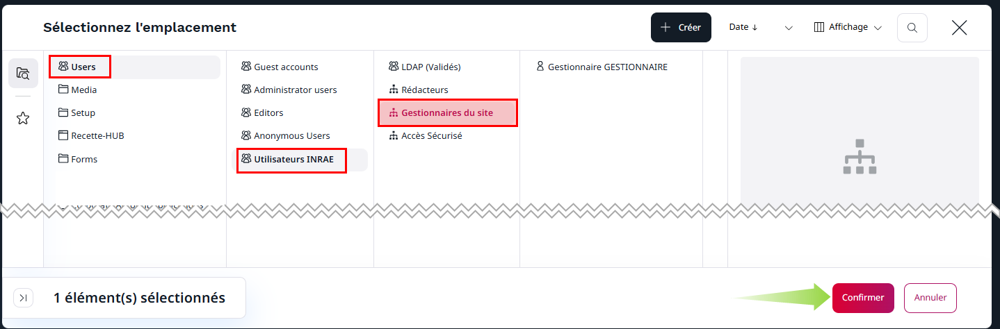 Sélectionnez l'emplacement
Créer
Date ↓
Affichage
Users
Media
Setup
Recette-HUB
Forms
Guest accounts
Administrator users
Editors
Anonymous Users
Utilisateurs INRAE
LDAP (Validés)
Rédacteurs
Gestionnaires du site
Accès Sécurisé
Gestionnaire GESTIONNAIRE
1 élément(s) sélectionnés
Confirmer
Annuler